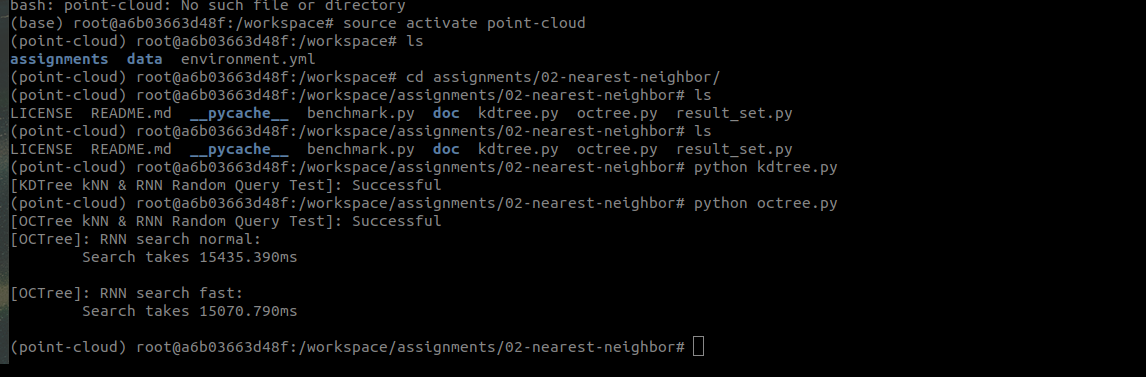 bash: point-cloud: No such file or directory
(base) root@a6b03663d48f:/workspace# source activate point-cloud
(point-cloud) root@a6b03663d48f:/workspace# ls
assignments  data  environment.yml
(point-cloud) root@a6b03663d48f:/workspace# cd assignments/02-nearest-neighbor/
(point-cloud) root@a6b03663d48f:/workspace/assignments/02-nearest-neighbor# ls
LICENSE  README.md  __pycache__  benchmark.py  doc  kdtree.py  octree.py  result_set.py
(point-cloud) root@a6b03663d48f:/workspace/assignments/02-nearest-neighbor# ls
LICENSE  README.md  __pycache__  benchmark.py  doc  kdtree.py  octree.py  result_set.py
(point-cloud) root@a6b03663d48f:/workspace/assignments/02-nearest-neighbor# python kdtree.py
[KDTree kNN & RNN Random Query Test]: Successful
(point-cloud) root@a6b03663d48f:/workspace/assignments/02-nearest-neighbor# python octree.py
[OCTree kNN & RNN Random Query Test]: Successful
[OCTree]: RNN search normal:
        Search takes 15435.390ms
[OCTree]: RNN search fast:
        Search takes 15070.790ms
(point-cloud) root@a6b03663d48f:/workspace/assignments/02-nearest-neighbor#